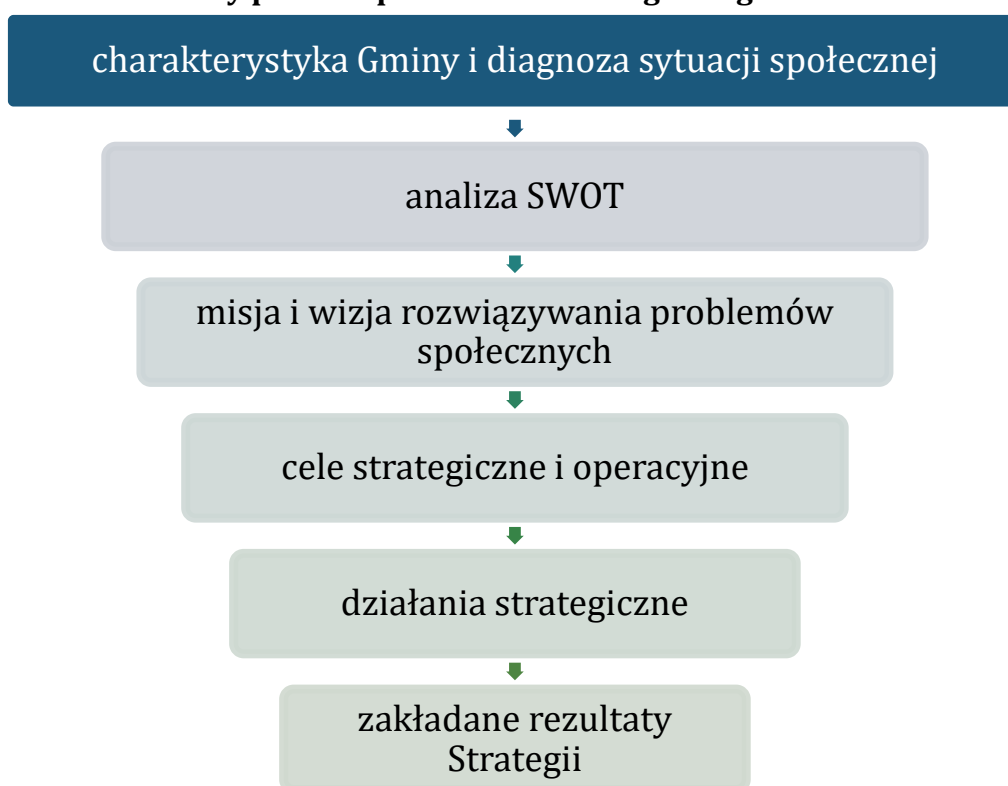 charakterystyka Gminy i diagnoza sytuacji społecznej
analiza SWOT
misja i wizja rozwiązywania problemów
społecznych
cele strategiczne i operacyjne
działania strategiczne
zakładane rezultaty
Strategii